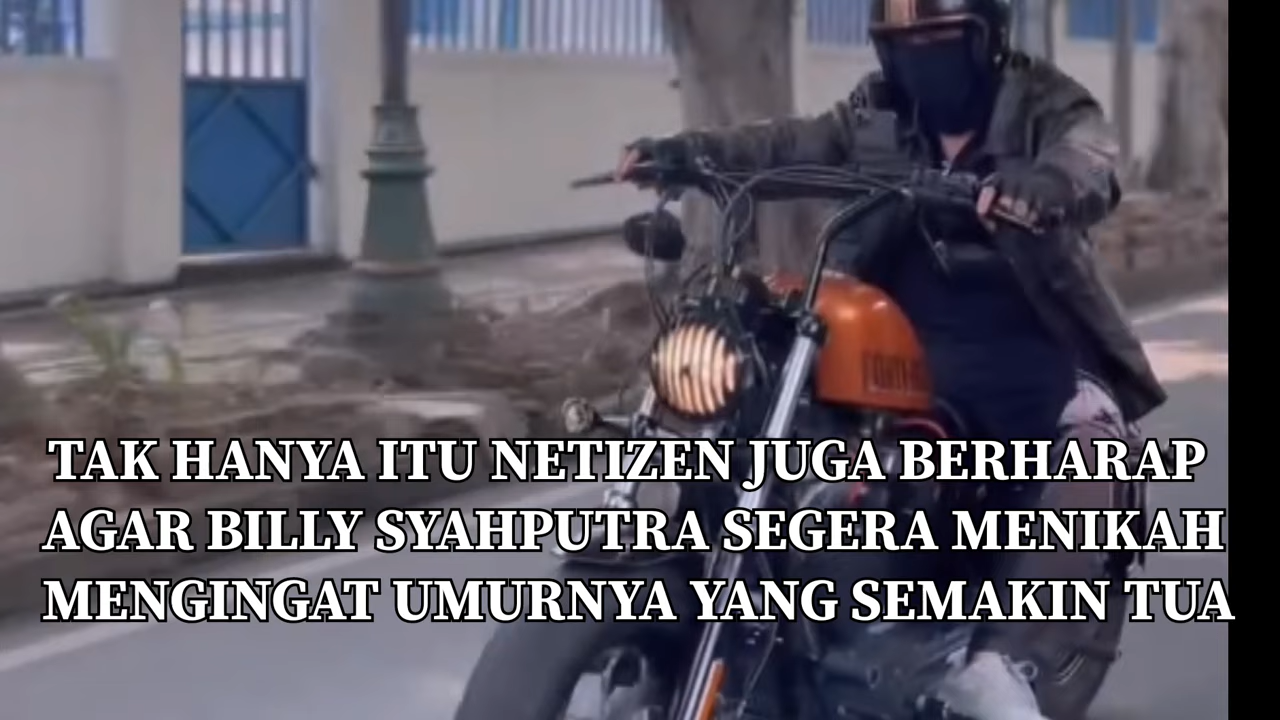 TAK HANYA ITU NETIZEN JUGA BERHARAP
AGAR BILLY SYAHPUTRA SEGERA MENIKAH
MENGINGAT UMURNYA YANG SEMAKIN TUA